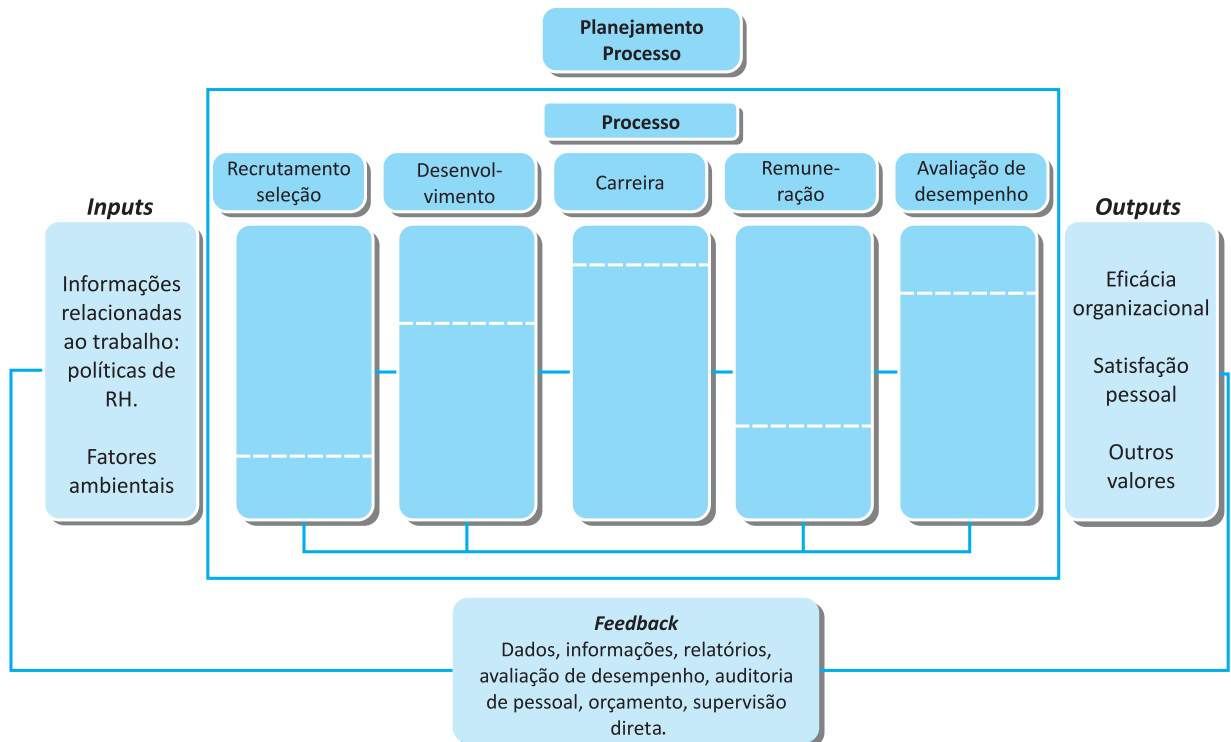 Planejamento
Processo
Processo
Recrutamento
seleção
Desenvol-
vimento
Carreira
Remune-
ração
Avaliação de
desempenho
Inputs
Informações
relacionadas
ao trabalho:
políticas de
RH.
Fatores
ambientais
Outputs
Eficácia
organizacional
Satisfação
pessoal
Outros
valores
Feedback
Dados, informações, relatórios,
avaliação de desempenho, auditoria
de pessoal, orçamento, supervisão
direta.